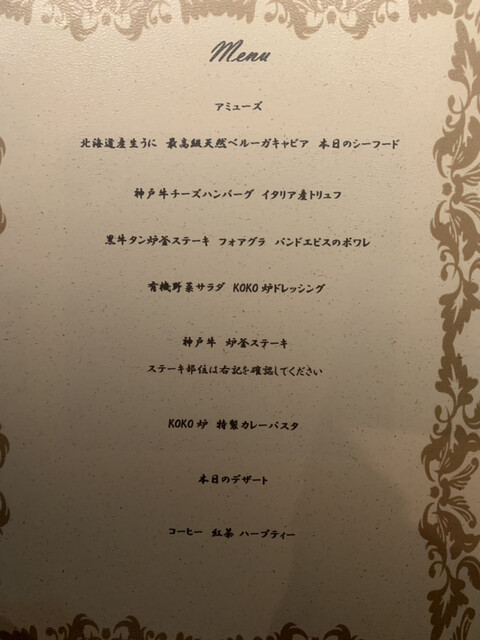 Menu
アミューズ
北海道産生うに 最高級天然ベルーガキャビア 本日のシーフード
神戸牛チーズハンバーグ イタリア産トリュフ
黒牛タン炉釜ステーキ フォアグラ パンドエピスのポワレ
有機野菜サラダ KOKO炉ドレッシング
神戸牛 炉釜ステーキ
ステーキ部位は右記を確認してください
KOKO炉 特製カレーパスタ
本日のデザート
コーヒー 紅茶 ハーブティー